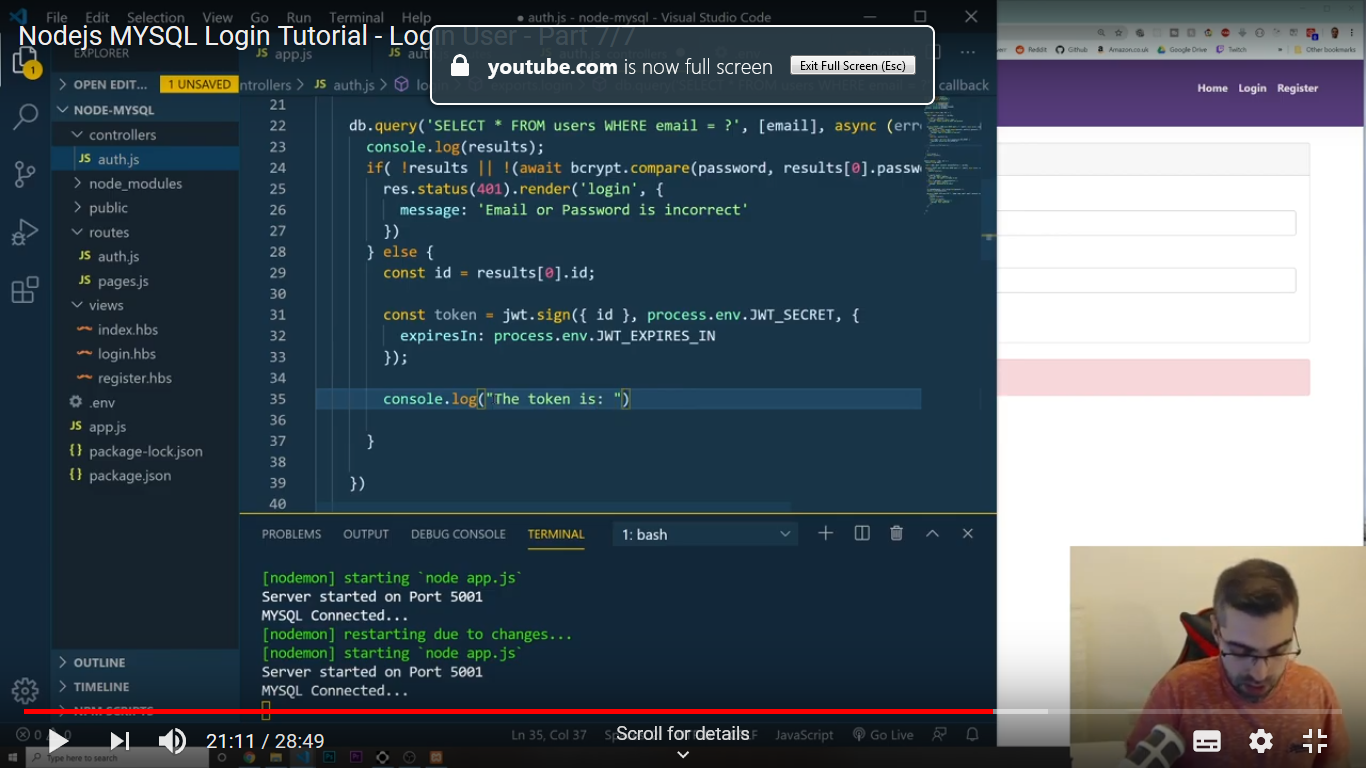 File Edit Selection View Go Run Terminal Help
auth.js - node-mysql - Visual Studio Code
Nodejs MYSQL Login Tutorial - Login User - Part 7/7
youtube.com is now full screen
Exit Full Screen (Esc)
Reddit Github Amazon.co.uk Google Drive Twitch » Other bookmarks
Home Login Register
EXPLORER
JS app.js
1
OPEN EDIT... 1 UNSAVED
NODE-MYSQL
controllers
JS auth.js
node_modules
public
routes
JS auth.js
JS pages.js
views
index.hbs
login.hbs
register.hbs
.env
JS app.js
{} package-lock.json
{} package.json
OUTLINE
TIMELINE
NPM SCRIPTS
ntrollers > JS auth.js > callback
21
22 db.query('SELECT * FROM users WHERE email = ?', [email], async (erro
23 console.log(results);
24 if( !results || !(await bcrypt.compare(password, results[0].passw
25 res.status(401).render('login', {
26 message: 'Email or Password is incorrect'
27 })
28 } else {
29 const id = results[0].id;
30
31 const token = jwt.sign({ id }, process.env.JWT_SECRET, {
32 expiresIn: process.env.JWT_EXPIRES_IN
33 });
34
35 console.log("The token is: ")
36
37 }
38
39 })
40
PROBLEMS OUTPUT DEBUG CONSOLE TERMINAL 1: bash
[nodemon] starting `node app.js`
Server started on Port 5001
MYSQL Connected...
[nodemon] restarting due to changes...
[nodemon] starting `node app.js`
Server started on Port 5001
MYSQL Connected...
Ln 35, Col 37 JavaScript Go Live
Scroll for details
21:11 / 28:49
Type here to search